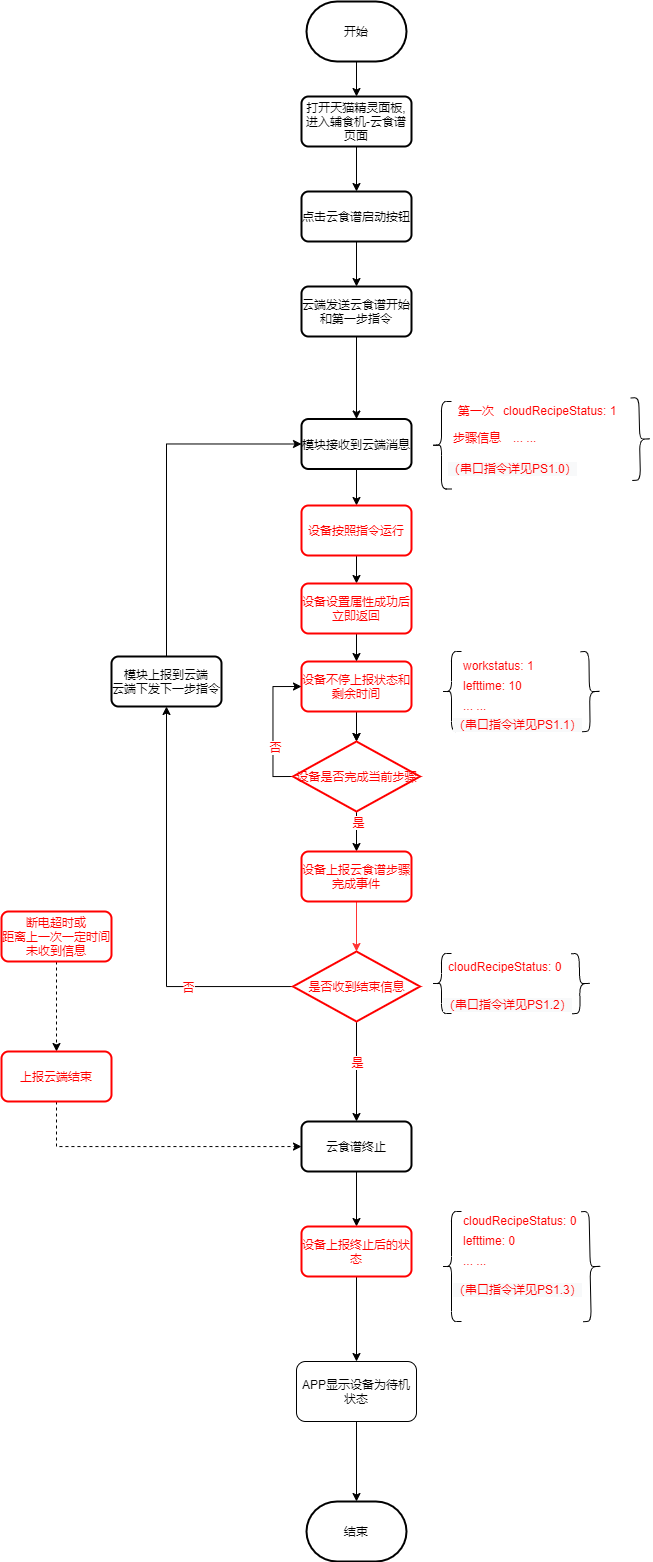 开始
打开天猫精灵面板,
进入辅食机-云食谱
页面
点击云食谱启动按钮
云端发送云食谱开始
和第一步指令
模块接收到云端消息
第一次 cloudRecipeStatus: 1
步骤信息 ... ...
（串口指令详见PS1.0）
设备按照指令运行
设备设置属性成功后
立即返回
模块上报到云端
云端下发下一步指令
设备不停上报状态和
剩余时间
workstatus: 1
lefttime: 10
... ...
（串口指令详见PS1.1）
否
设备是否完成当前步骤
是
设备上报云食谱步骤
完成事件
断电超时或
距离上一次一定时间
未收到信息
否
是否收到结束信息
cloudRecipeStatus: 0
（串口指令详见PS1.2）
上报云端结束
是
云食谱终止
设备上报终止后的状
态
cloudRecipeStatus: 0
lefttime: 0
... ...
（串口指令详见PS1.3）
APP显示设备为待机
状态
结束